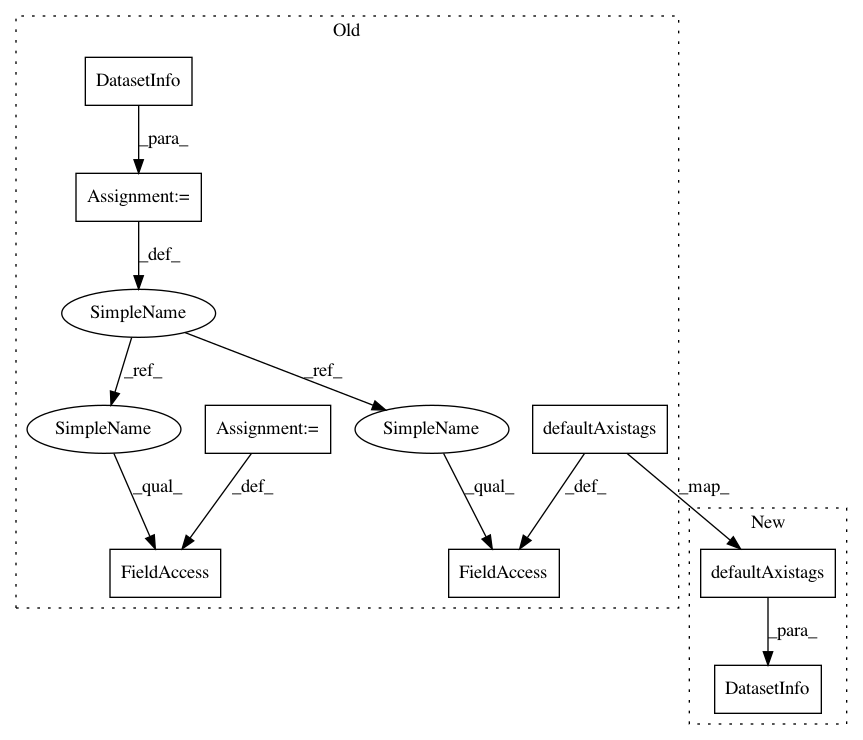 Old
DatasetInfo
_para_
Assignment:=
_def_
SimpleName
_ref_
_ref_
SimpleName
Assignment:=
SimpleName
defaultAxistags
_qual_
_def_
_qual_
_def_
_map_
New
FieldAccess
FieldAccess
defaultAxistags
_para_
DatasetInfo